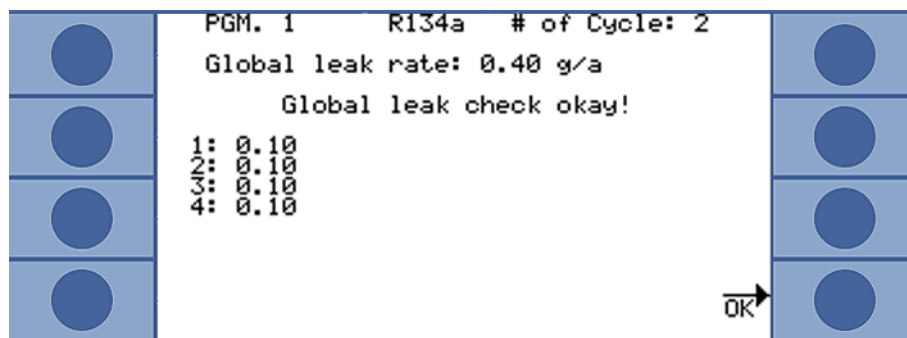 PGM. 1 R134a # of Cycle: 2
Global leak rate: 0.40 g/a
Global leak check okay!
1: 0.10
2: 0.10
3: 0.10
4: 0.10
OK